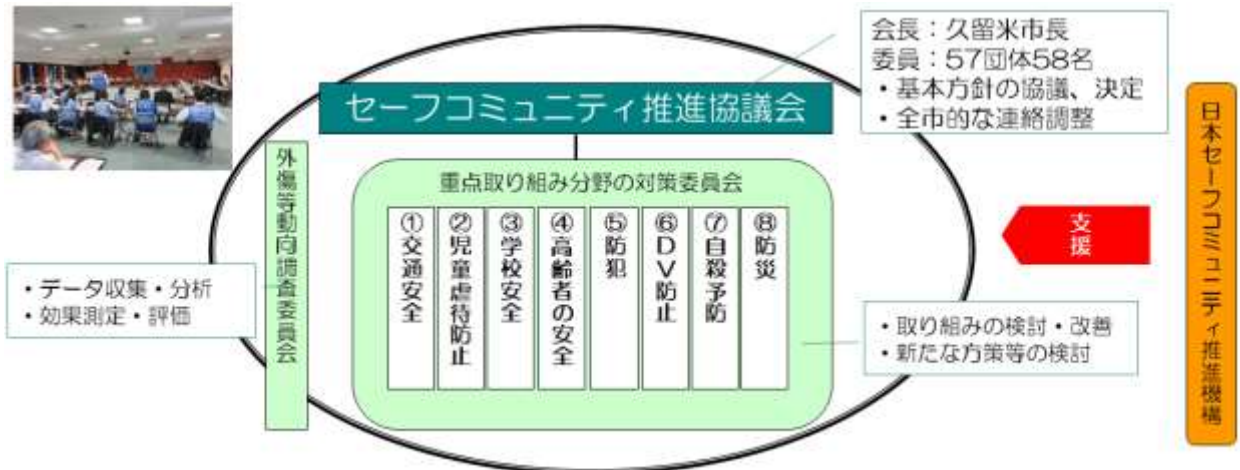 会長：久留米市長
委員：57団体58名
・基本方針の協議、決定
・全市的な連絡調整
セーフコミュニティ推進協議会
日本セーフコミュニティ推進機構
支援
外傷等動向調査委員会
・データ収集・分析
・効果測定・評価
重点取り組み分野の対策委員会
①交通安全
②児童虐待防止
③学校安全
④高齢者の安全
⑤防犯
⑥DV防止
⑦自殺予防
⑧防災
・取り組みの検討・改善
・新たな方策等の検討